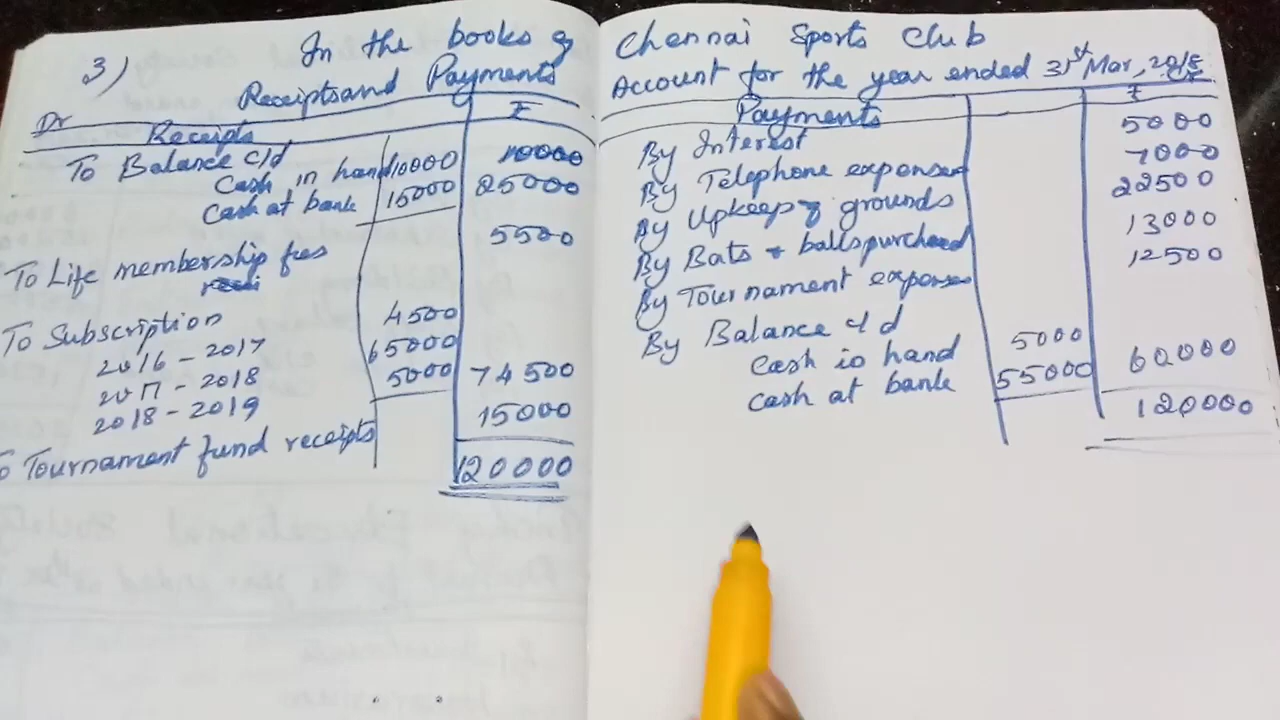 3) In the books of Chennai Sports Club
Receipts and Payments Account for the year ended 31st Mar, 2018
Dr Cr
Receipts ₹
To Balance c/d 10000
Cash in hand 10000
Cash at bank 15000 25000
To Life membership fees 5500
To Subscription
2016 - 2017 4500
2017 - 2018 65000
2018 - 2019 5000 74500
To Tournament fund receipts 15000
120000
Payments ₹
By Interest 5000
By Telephone expenses 7000
By Upkeep of grounds 22500
By Bats & balls purchased 13000
By Tournament expenses 12500
By Balance c/d
Cash in hand 5000
Cash at bank 55000 60000
120000